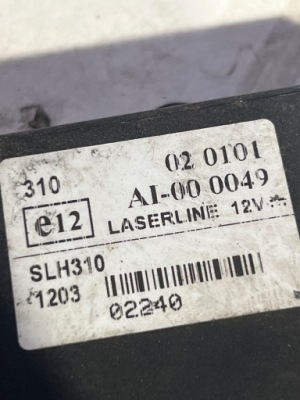 02 0101
310
AI-00 0049
e12
LASERLINE 12V
SLH310
1203
02240